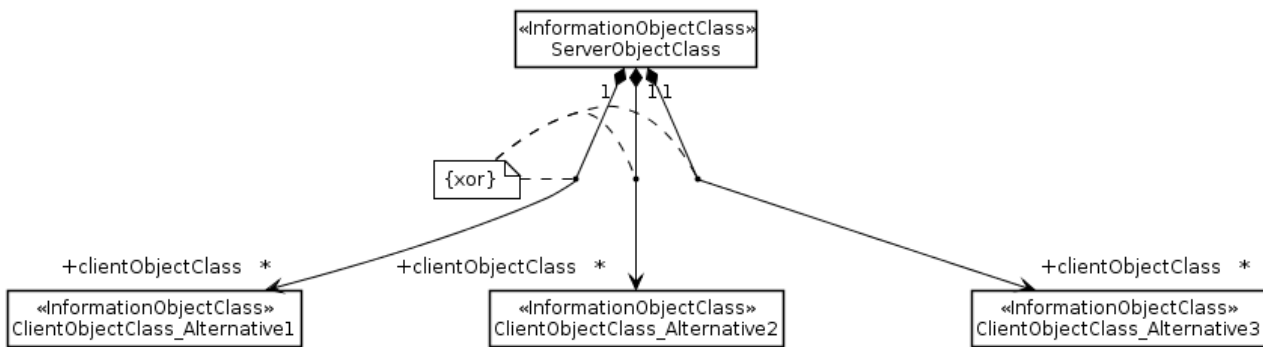 «InformationObjectClass»
ServerObjectClass
1 1 1
{xor}
+clientObjectClass *
+clientObjectClass *
+clientObjectClass *
«InformationObjectClass»
ClientObjectClass_Alternative1
«InformationObjectClass»
ClientObjectClass_Alternative2
«InformationObjectClass»
ClientObjectClass_Alternative3